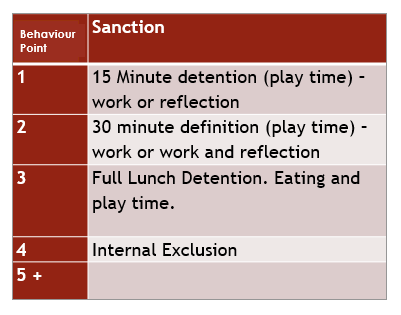 Behaviour
Point
Sanction
1
15 Minute detention (play time) –
work or reflection
2
30 minute definition (play time) –
work or work and reflection
3
Full Lunch Detention. Eating and
play time.
4
Internal Exclusion
5 +